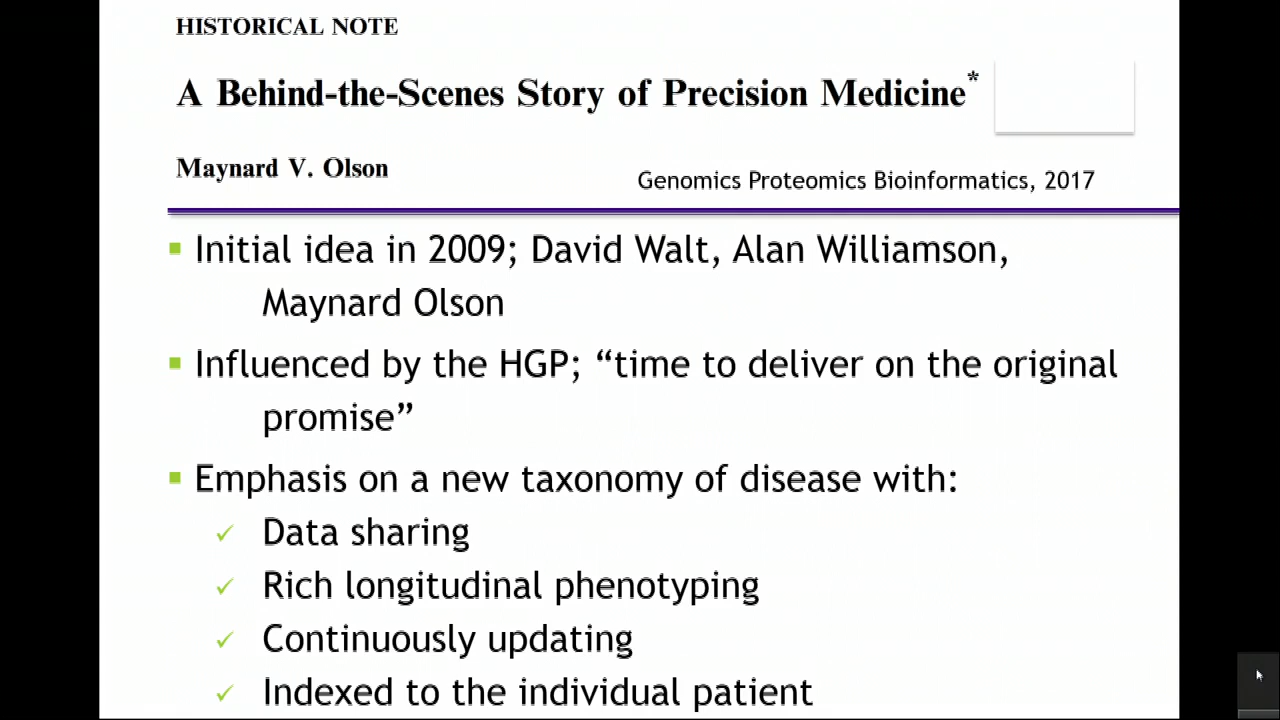 HISTORICAL NOTE
A Behind-the-Scenes Story of Precision Medicine*
Maynard V. Olson
Genomics Proteomics Bioinformatics, 2017
Initial idea in 2009; David Walt, Alan Williamson,
Maynard Olson
Influenced by the HGP; “time to deliver on the original
promise”
Emphasis on a new taxonomy of disease with:
✓ Data sharing
✓ Rich longitudinal phenotyping
✓ Continuously updating
✓ Indexed to the individual patient